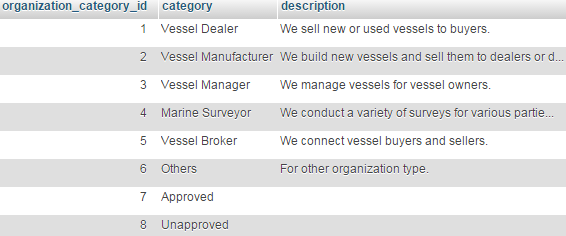 organization_category_id category description
1 Vessel Dealer We sell new or used vessels to buyers.
2 Vessel Manufacturer We build new vessels and sell them to dealers or d...
3 Vessel Manager We manage vessels for vessel owners.
4 Marine Surveyor We conduct a variety of surveys for various partie...
5 Vessel Broker We connect vessel buyers and sellers.
6 Others For other organization type.
7 Approved
8 Unapproved